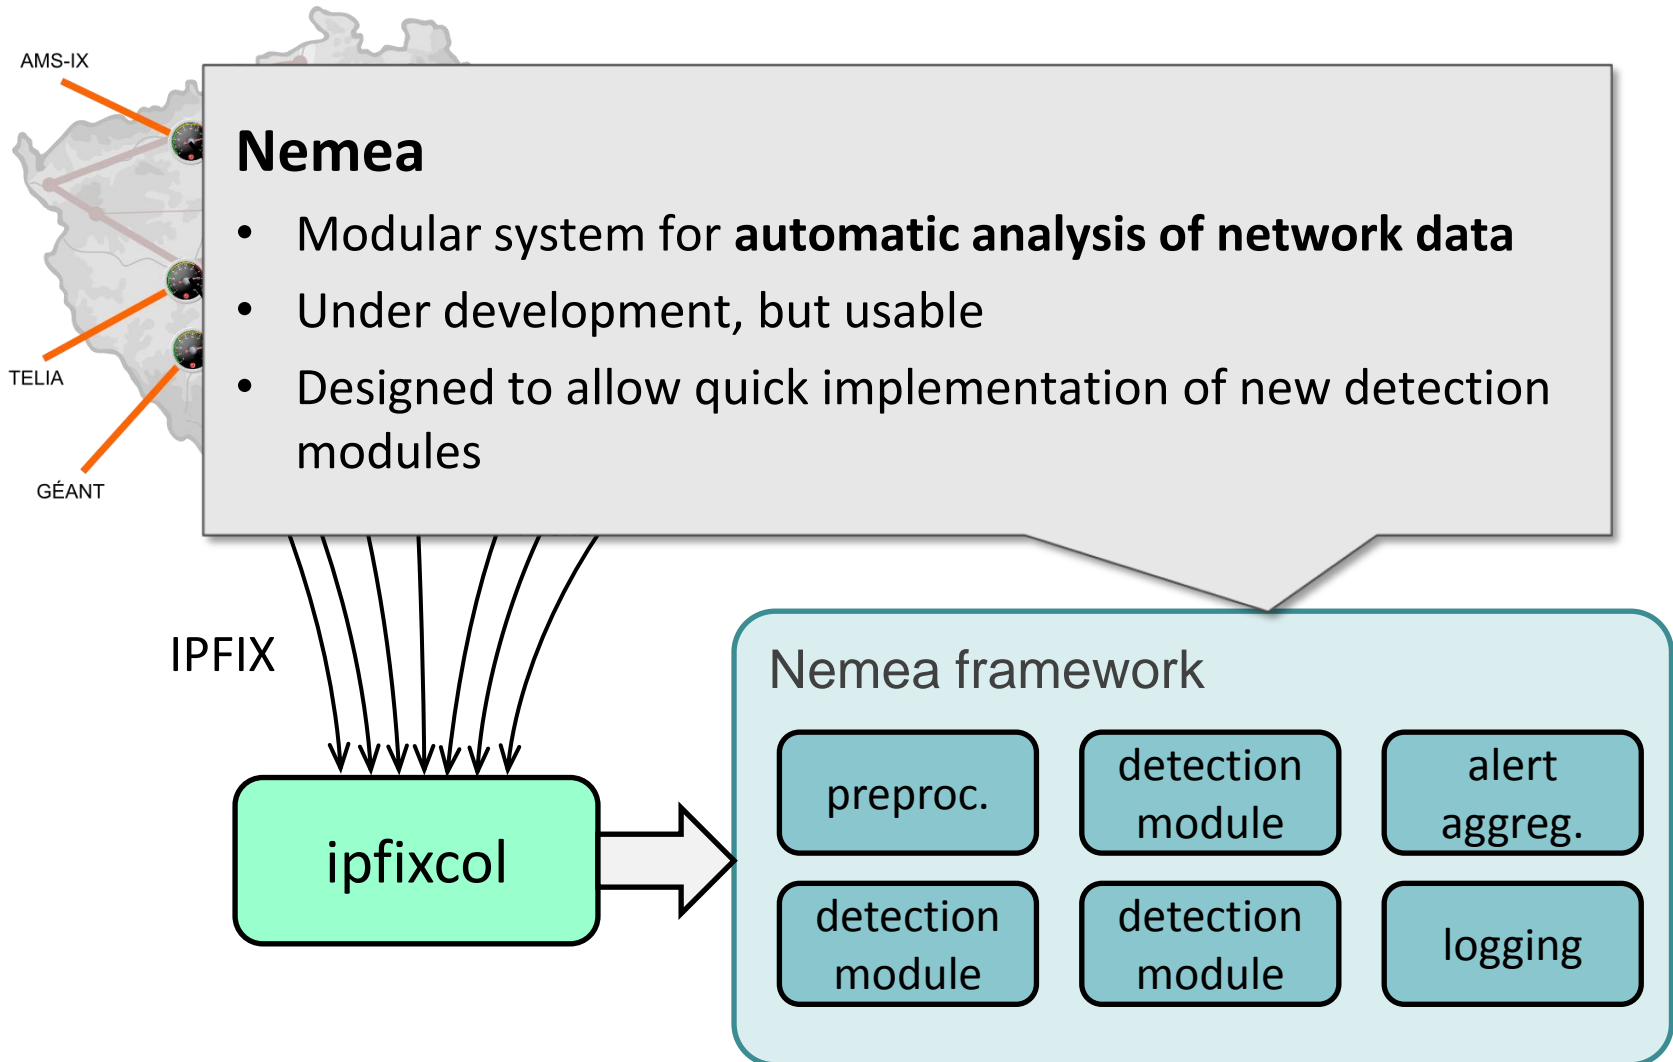 AMS-IX
Nemea
• Modular system for automatic analysis of network data
• Under development, but usable
• Designed to allow quick implementation of new detection
modules
TELIA
GÉANT
IPFIX
ipfixcol
Nemea framework
preproc.
detection
module
alert
aggreg.
detection
module
detection
module
logging